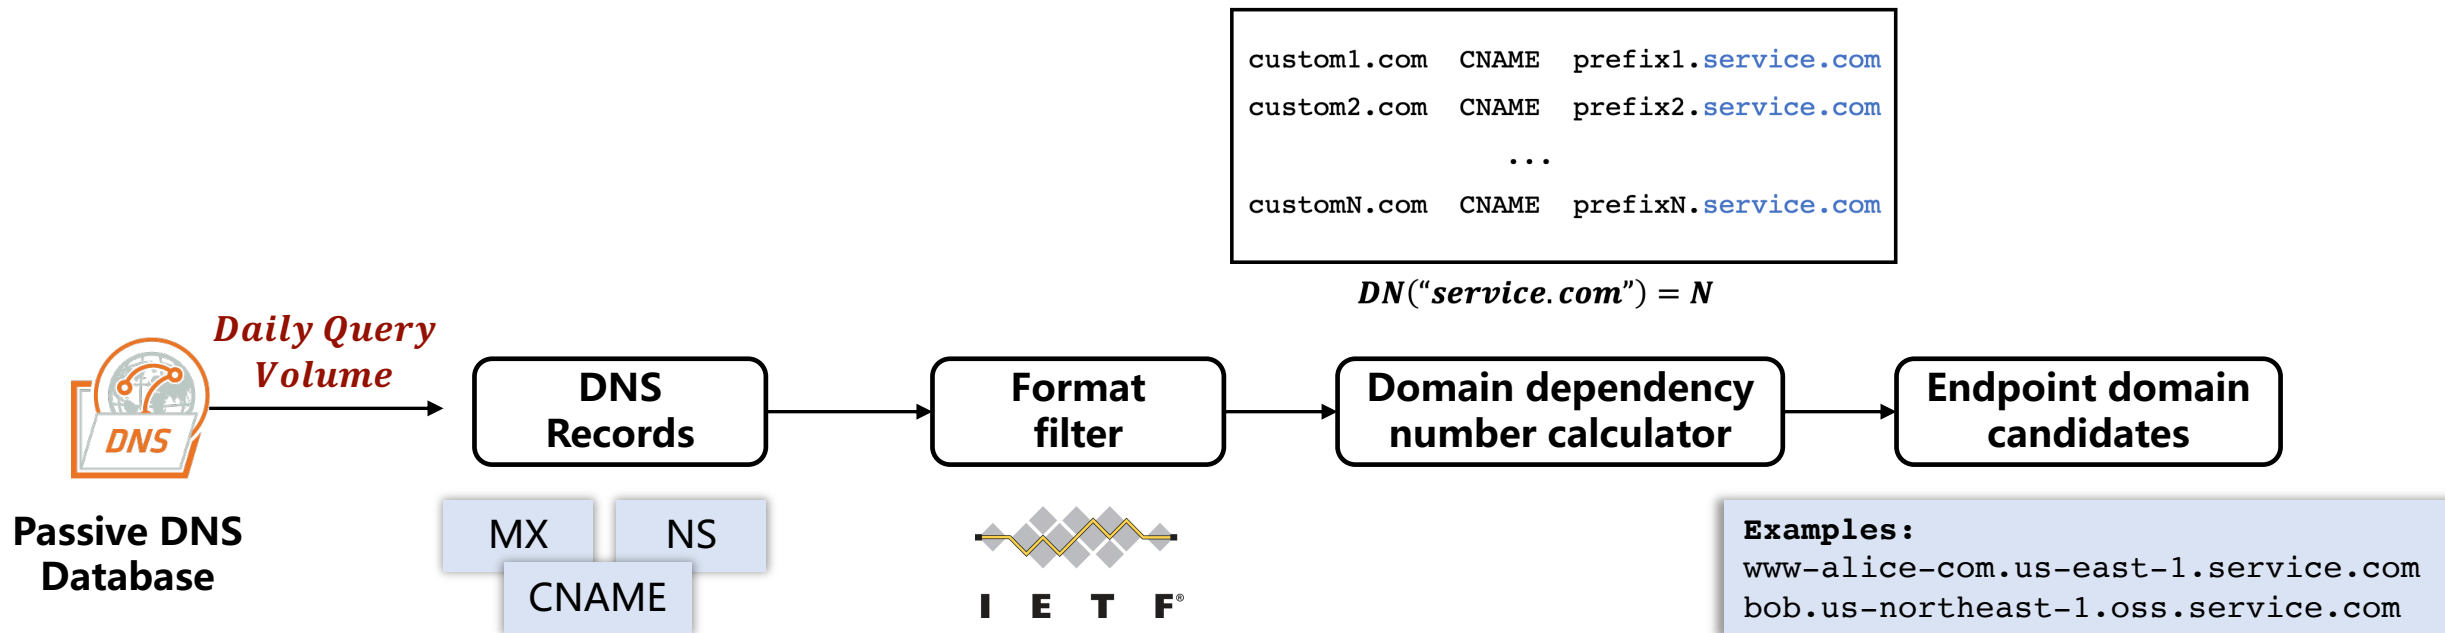 custom1.com CNAME prefix1.service.com
custom2.com CNAME prefix2.service.com
...
customN.com CNAME prefixN.service.com
DN(“service.com”) = N
Daily Query
Volume
DNS
Passive DNS
Database
DNS
Records
MX
NS
CNAME
Format
filter
I E T F®
Domain dependency
number calculator
Endpoint domain
candidates
Examples:
www-alice-com.us-east-1.service.com
bob.us-northeast-1.oss.service.com